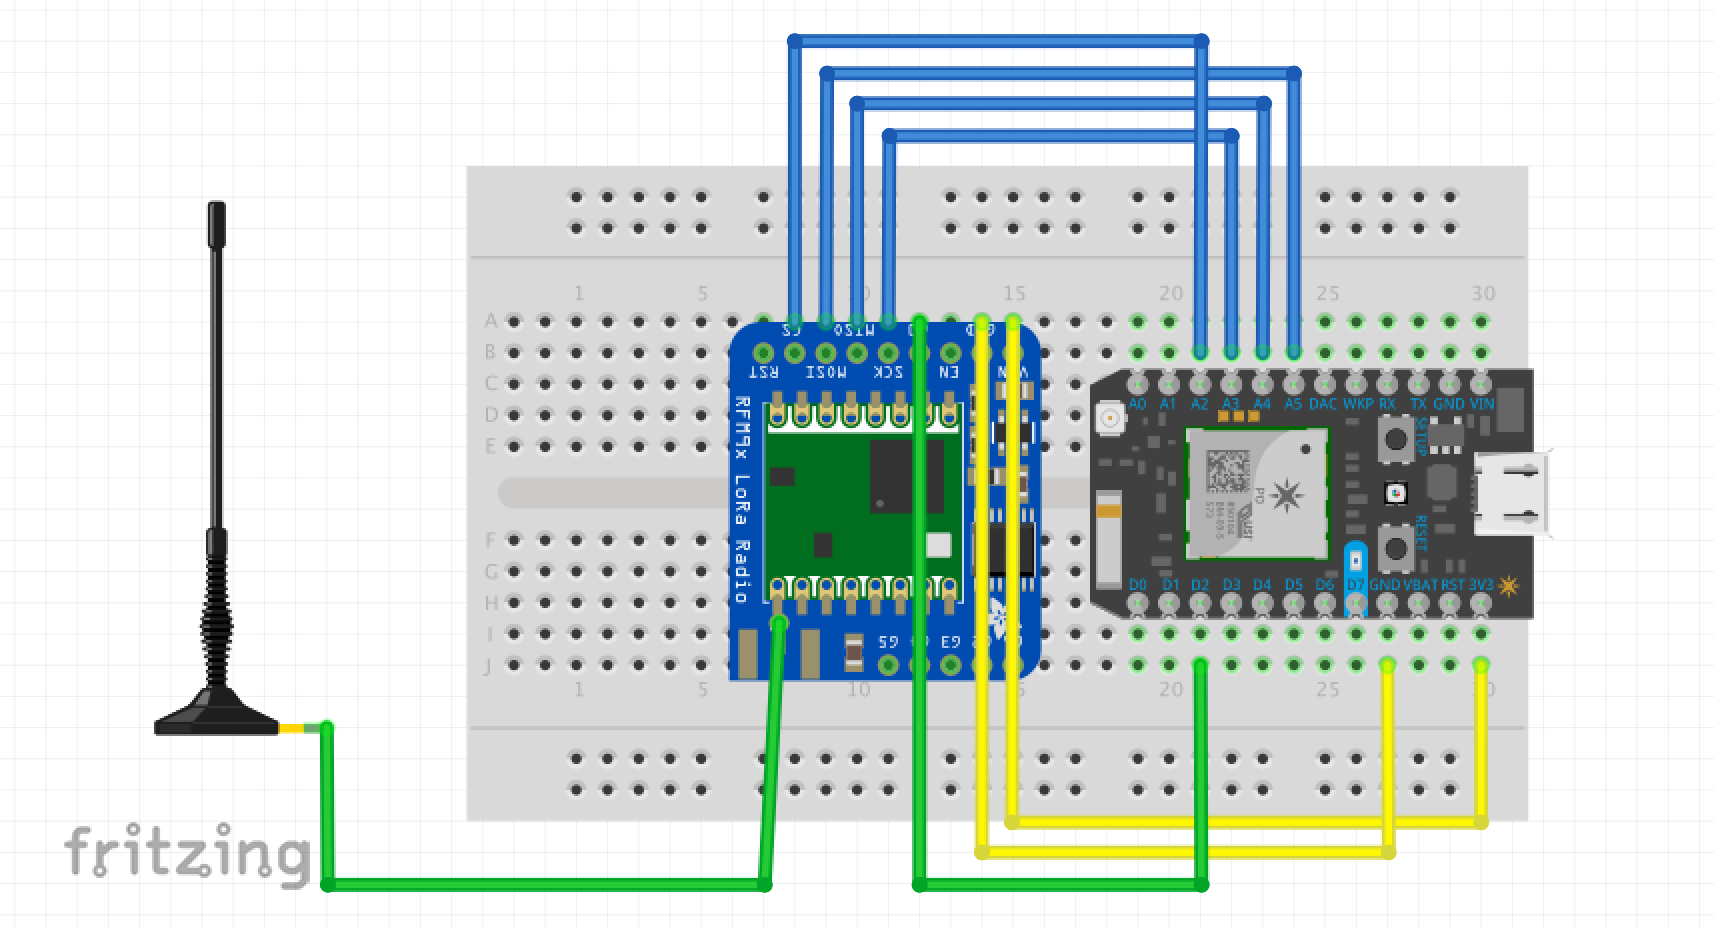 1 5 10 15 20 25 30
A
B
C
D
E
F
G
H
I
J
CS MISO G0 GND
RST MOSI SCK EN VIN
RFM9x LoRa Radio
G5 G3
A0 A1 A2 A3 A4 A5 DAC WKP RX TX GND VIN
SETUP
P0
RESET
D0 D1 D2 D3 D4 D5 D6 D7 GND VBAT RST 3V3
1 5 10 20 25 30
fritzing